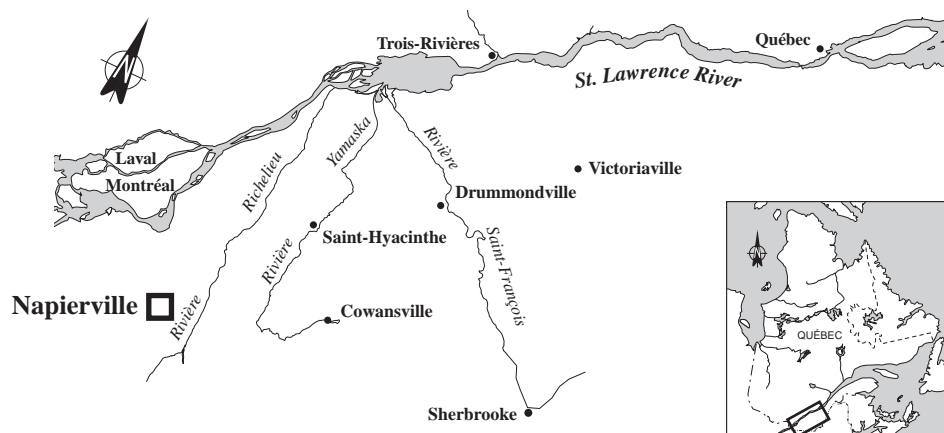 Trois-Rivières
Québec
St. Lawrence River
Laval
Montréal
Rivière Richelieu
Rivière Yamaska
Rivière Saint-François
Victoriaville
Drummondville
Saint-Hyacinthe
Napierville
Cowansville
Sherbrooke
QUÉBEC